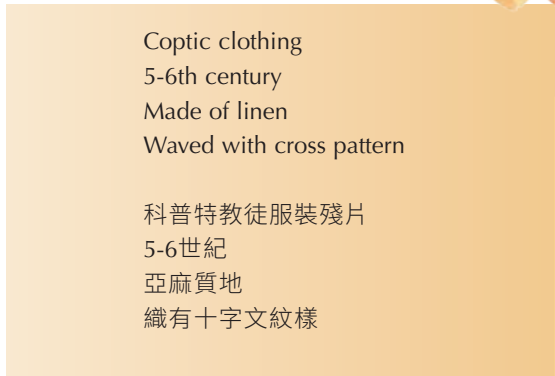 Coptic clothing
5-6th century
Made of linen
Waved with cross pattern
科普特教徒服裝殘片
5-6世紀
亞麻質地
織有十字文紋樣